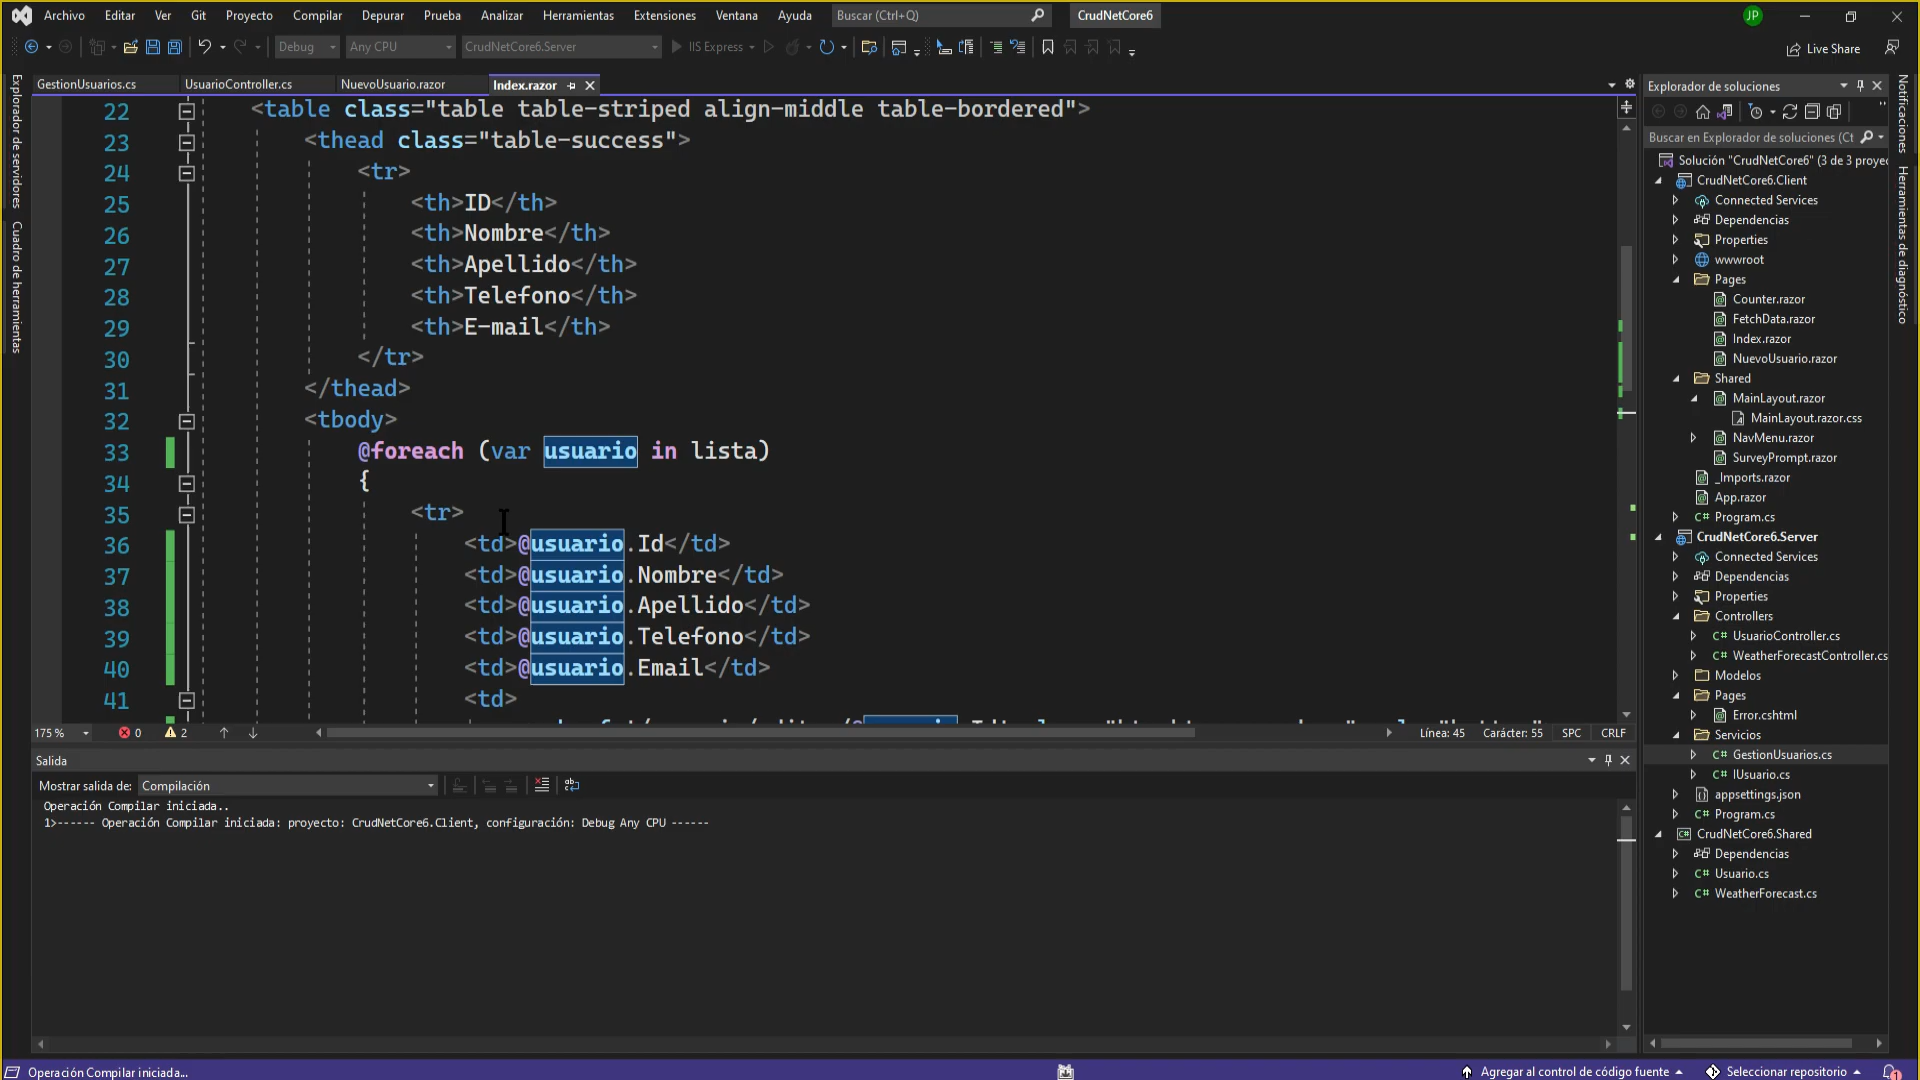 Archivo Editar Ver Git Proyecto Compilar Depurar Prueba Analizar Herramientas Extensiones Ventana Ayuda Buscar (Ctrl+Q) CrudNetCore6 JP
Debug Any CPU CrudNetCore6.Server IIS Express Live Share
Explorador de servidores
Cuadro de herramientas
GestionUsuarios.cs UsuarioController.cs NuevoUsuario.razor Index.razor
22 <table class="table table-striped align-middle table-bordered">
23 <thead class="table-success">
24 <tr>
25 <th>ID</th>
26 <th>Nombre</th>
27 <th>Apellido</th>
28 <th>Telefono</th>
29 <th>E-mail</th>
30 </tr>
31 </thead>
32 <tbody>
33 @foreach (var usuario in lista)
34 {
35 <tr>
36 <td>@usuario.Id</td>
37 <td>@usuario.Nombre</td>
38 <td>@usuario.Apellido</td>
39 <td>@usuario.Telefono</td>
40 <td>@usuario.Email</td>
41 <td>
175 % 0 2 Línea: 45 Carácter: 55 SPC CRLF
Salida
Mostrar salida de: Compilación
Operación Compilar iniciada..
1>------ Operación Compilar iniciada: proyecto: CrudNetCore6.Client, configuración: Debug Any CPU ------
Explorador de soluciones
Buscar en Explorador de soluciones (Ct
Solución "CrudNetCore6" (3 de 3 proye
CrudNetCore6.Client
Connected Services
Dependencias
Properties
wwwroot
Pages
Counter.razor
FetchData.razor
Index.razor
NuevoUsuario.razor
Shared
MainLayout.razor
MainLayout.razor.css
NavMenu.razor
SurveyPrompt.razor
_Imports.razor
App.razor
C# Program.cs
CrudNetCore6.Server
Connected Services
Dependencias
Properties
Controllers
C# UsuarioController.cs
C# WeatherForecastController.cs
Modelos
Pages
Error.cshtml
Servicios
C# GestionUsuarios.cs
C# IUsuario.cs
appsettings.json
C# Program.cs
C# CrudNetCore6.Shared
Dependencias
C# Usuario.cs
C# WeatherForecast.cs
Notificaciones
Herramientas de diagnóstico
Operación Compilar iniciada... Agregar al control de código fuente Seleccionar repositorio 1